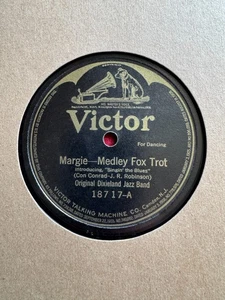 Victor
For Dancing
Margie—Medley Fox Trot
Introducing, "Singin' the Blues"
(Con Conrad-J. R. Robinson)
Original Dixieland Jazz Band
18717-A
VICTOR TALKING MACHINE CO. Camden, N.J.